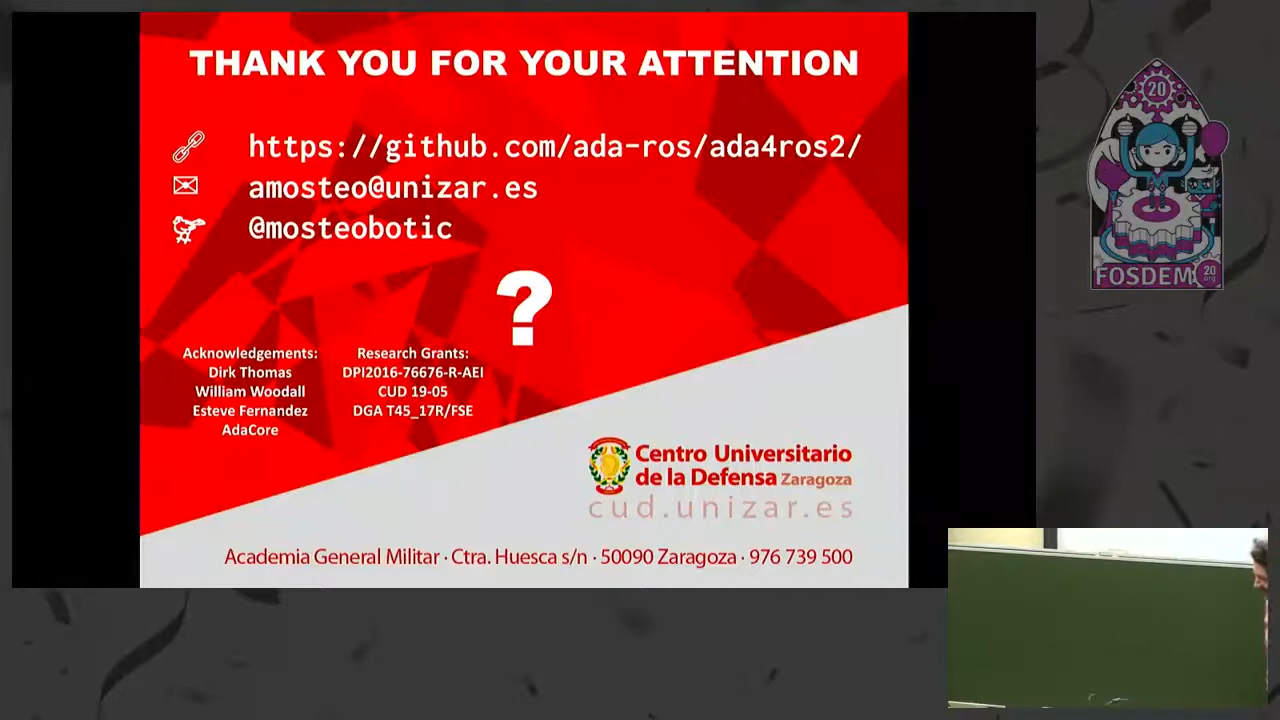 THANK YOU FOR YOUR ATTENTION
https://github.com/ada-ros/ada4ros2/
amosteo@unizar.es
@mosteobotic
?
Acknowledgements:
Dirk Thomas
William Woodall
Esteve Fernandez
AdaCore
Research Grants:
DPI2016-76676-R-AEI
CUD 19-05
DGA T45_17R/FSE
Centro Universitario
de la Defensa Zaragoza
cud.unizar.es
Academia General Militar · Ctra. Huesca s/n · 50090 Zaragoza · 976 739 500
20
FOSDEM
20
.org